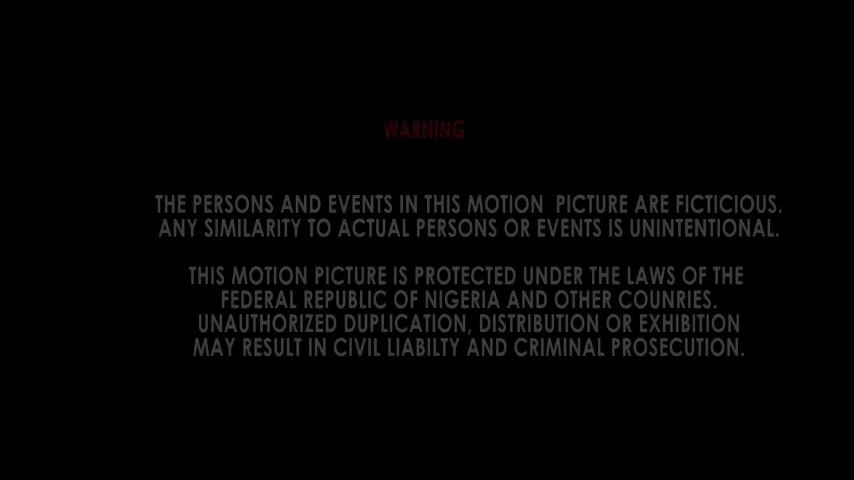 WARNING
THE PERSONS AND EVENTS IN THIS MOTION PICTURE ARE FICTICIOUS.
ANY SIMILARITY TO ACTUAL PERSONS OR EVENTS IS UNINTENTIONAL.
THIS MOTION PICTURE IS PROTECTED UNDER THE LAWS OF THE
FEDERAL REPUBLIC OF NIGERIA AND OTHER COUNRIES.
UNAUTHORIZED DUPLICATION, DISTRIBUTION OR EXHIBITION
MAY RESULT IN CIVIL LIABILTY AND CRIMINAL PROSECUTION.